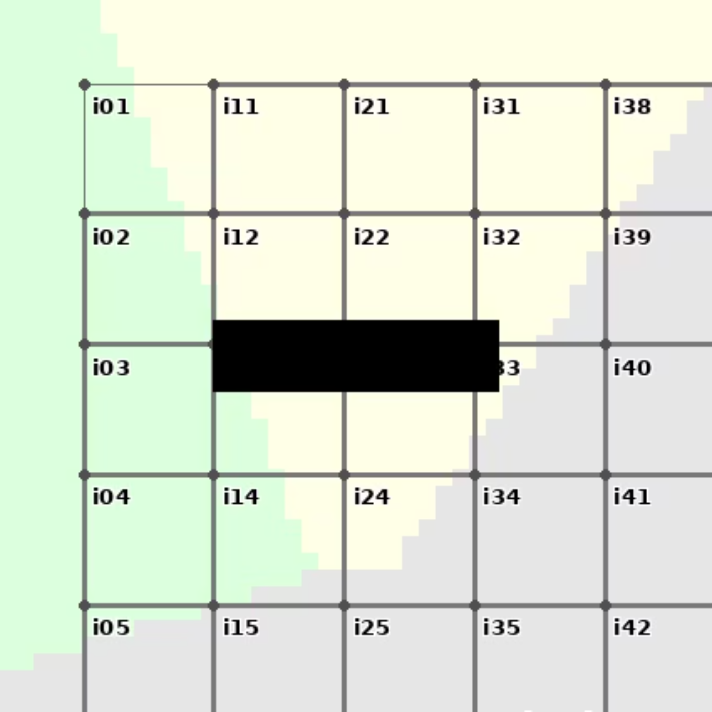 i01 i11 i21 i31 i38
i02 i12 i22 i32 i39
i03 33 i40
i04 i14 i24 i34 i41
i05 i15 i25 i35 i42